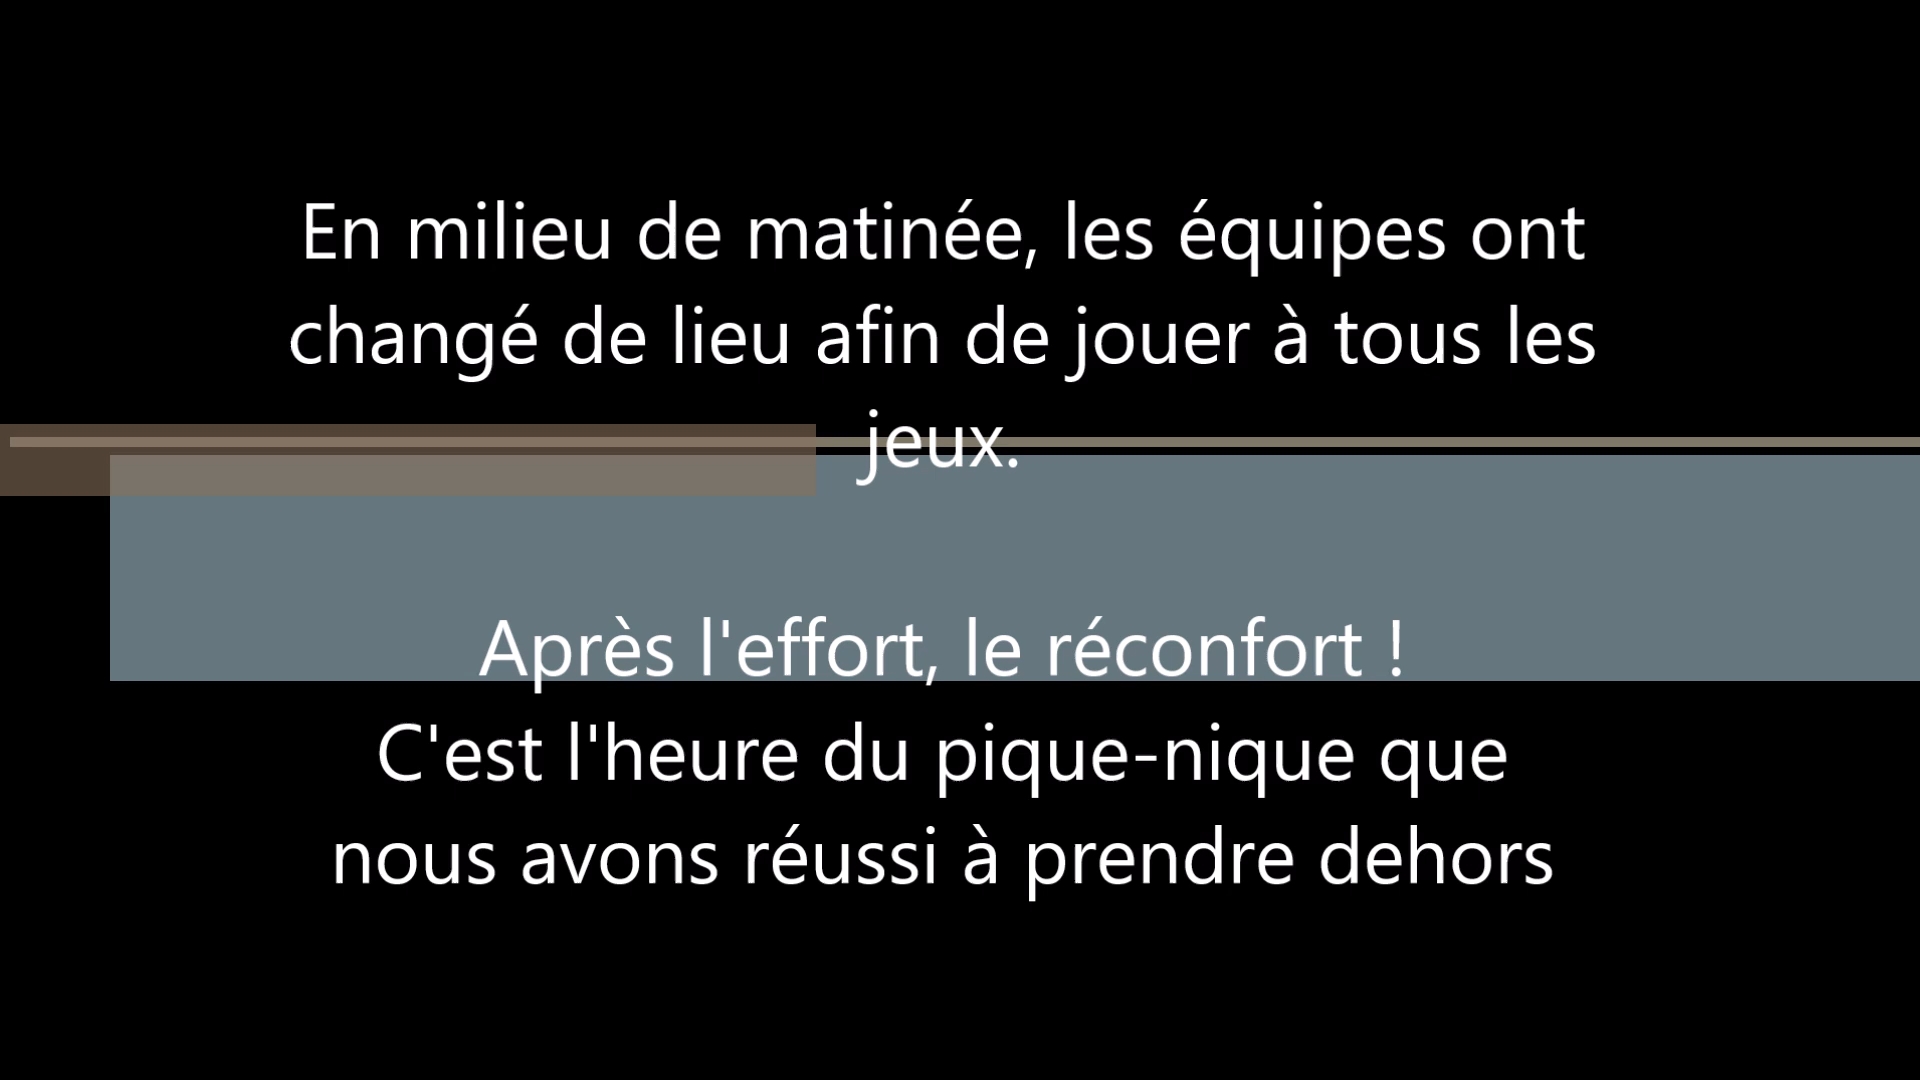 En milieu de matinée, les équipes ont
changé de lieu afin de jouer à tous les
jeux.
Après l'effort, le réconfort !
C'est l'heure du pique-nique que
nous avons réussi à prendre dehors